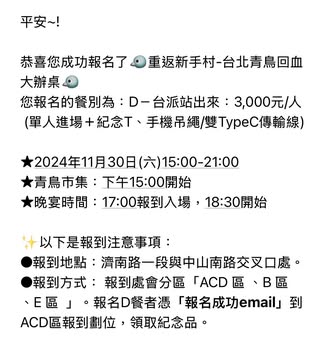 平安~!
恭喜您成功報名了🐦重返新手村-台北青鳥回血
大辦桌🐦
您報名的餐別為：D－台派站出來：3,000元/人
(單人進場＋紀念T、手機吊繩/雙TypeC傳輸線)
★2024年11月30日(六)15:00-21:00
★青鳥市集：下午15:00開始
★晚宴時間：17:00報到入場，18:30開始
✨以下是報到注意事項：
●報到地點：濟南路一段與中山南路交叉口處。
●報到方式： 報到處會分區「ACD 區 、B 區
、E 區 」。報名D餐者憑「報名成功email」到
ACD區報到劃位，領取紀念品。